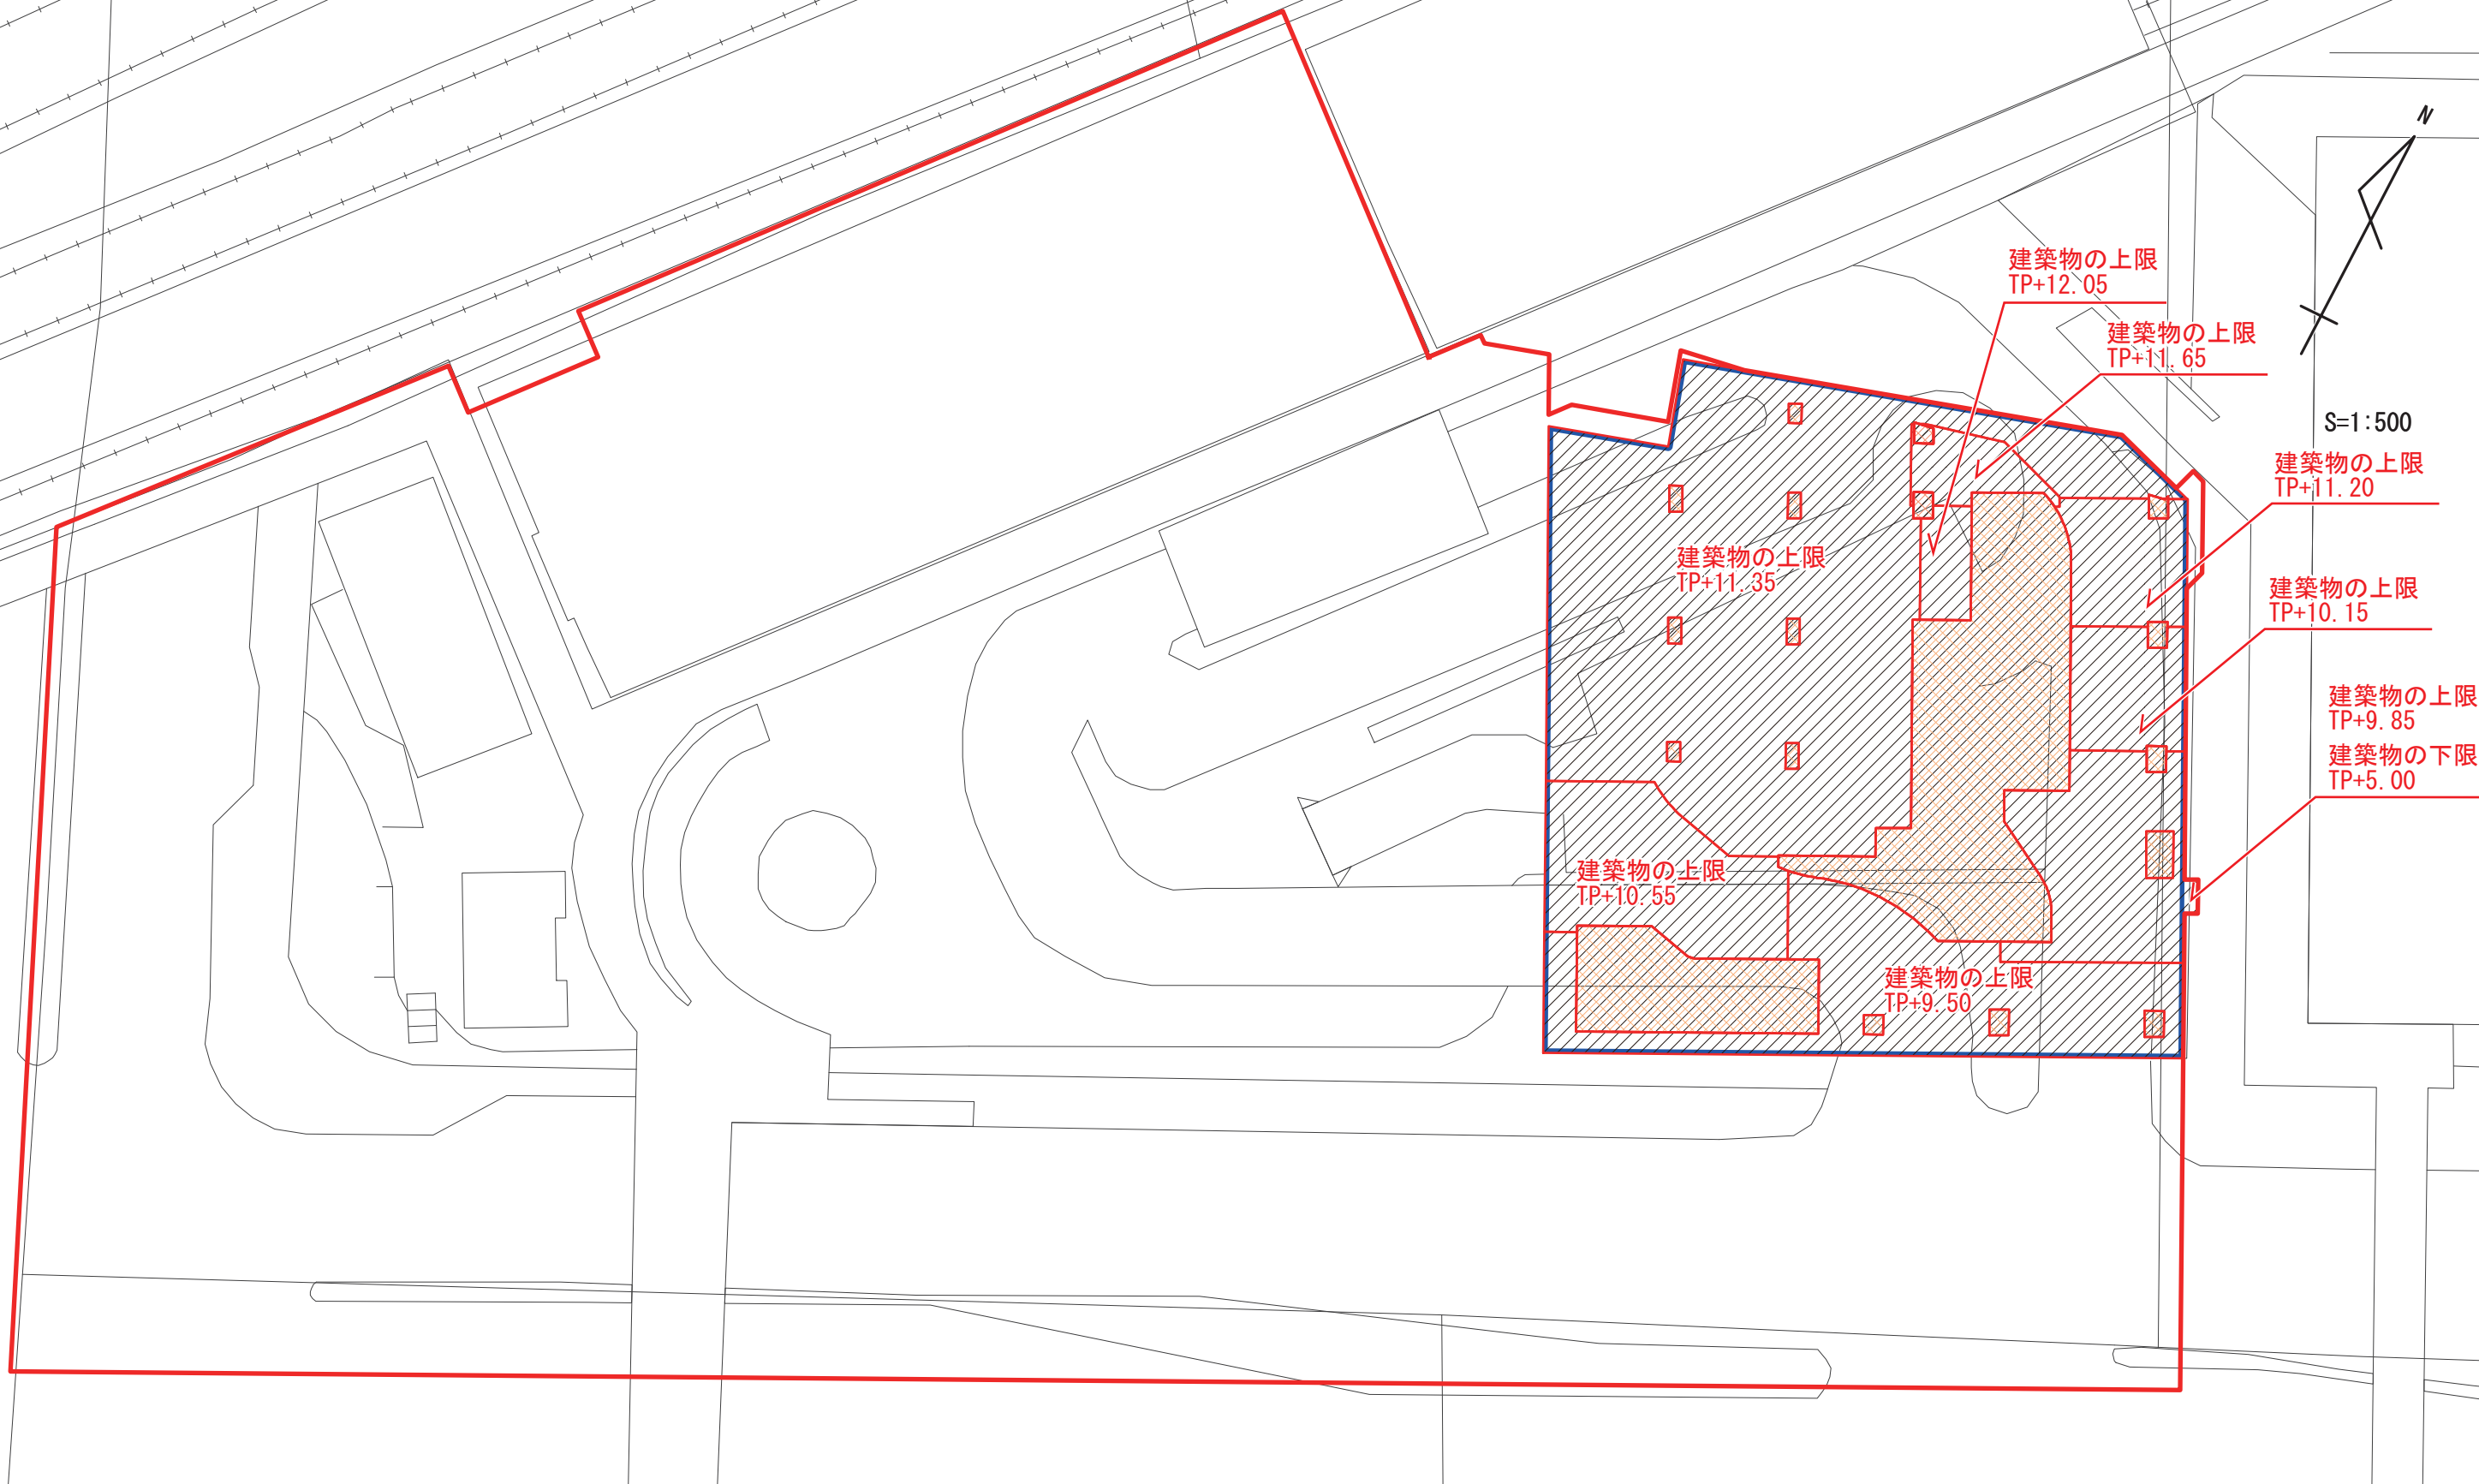 N
建築物の上限
TP+12.05
建築物の上限
TP+11.65
S=1:500
建築物の上限
TP+11.20
建築物の上限
TP+11.35
建築物の上限
TP+10.15
建築物の上限
TP+9.85
建築物の下限
TP+5.00
建築物の上限
TP+10.55
建築物の上限
TP+9.50